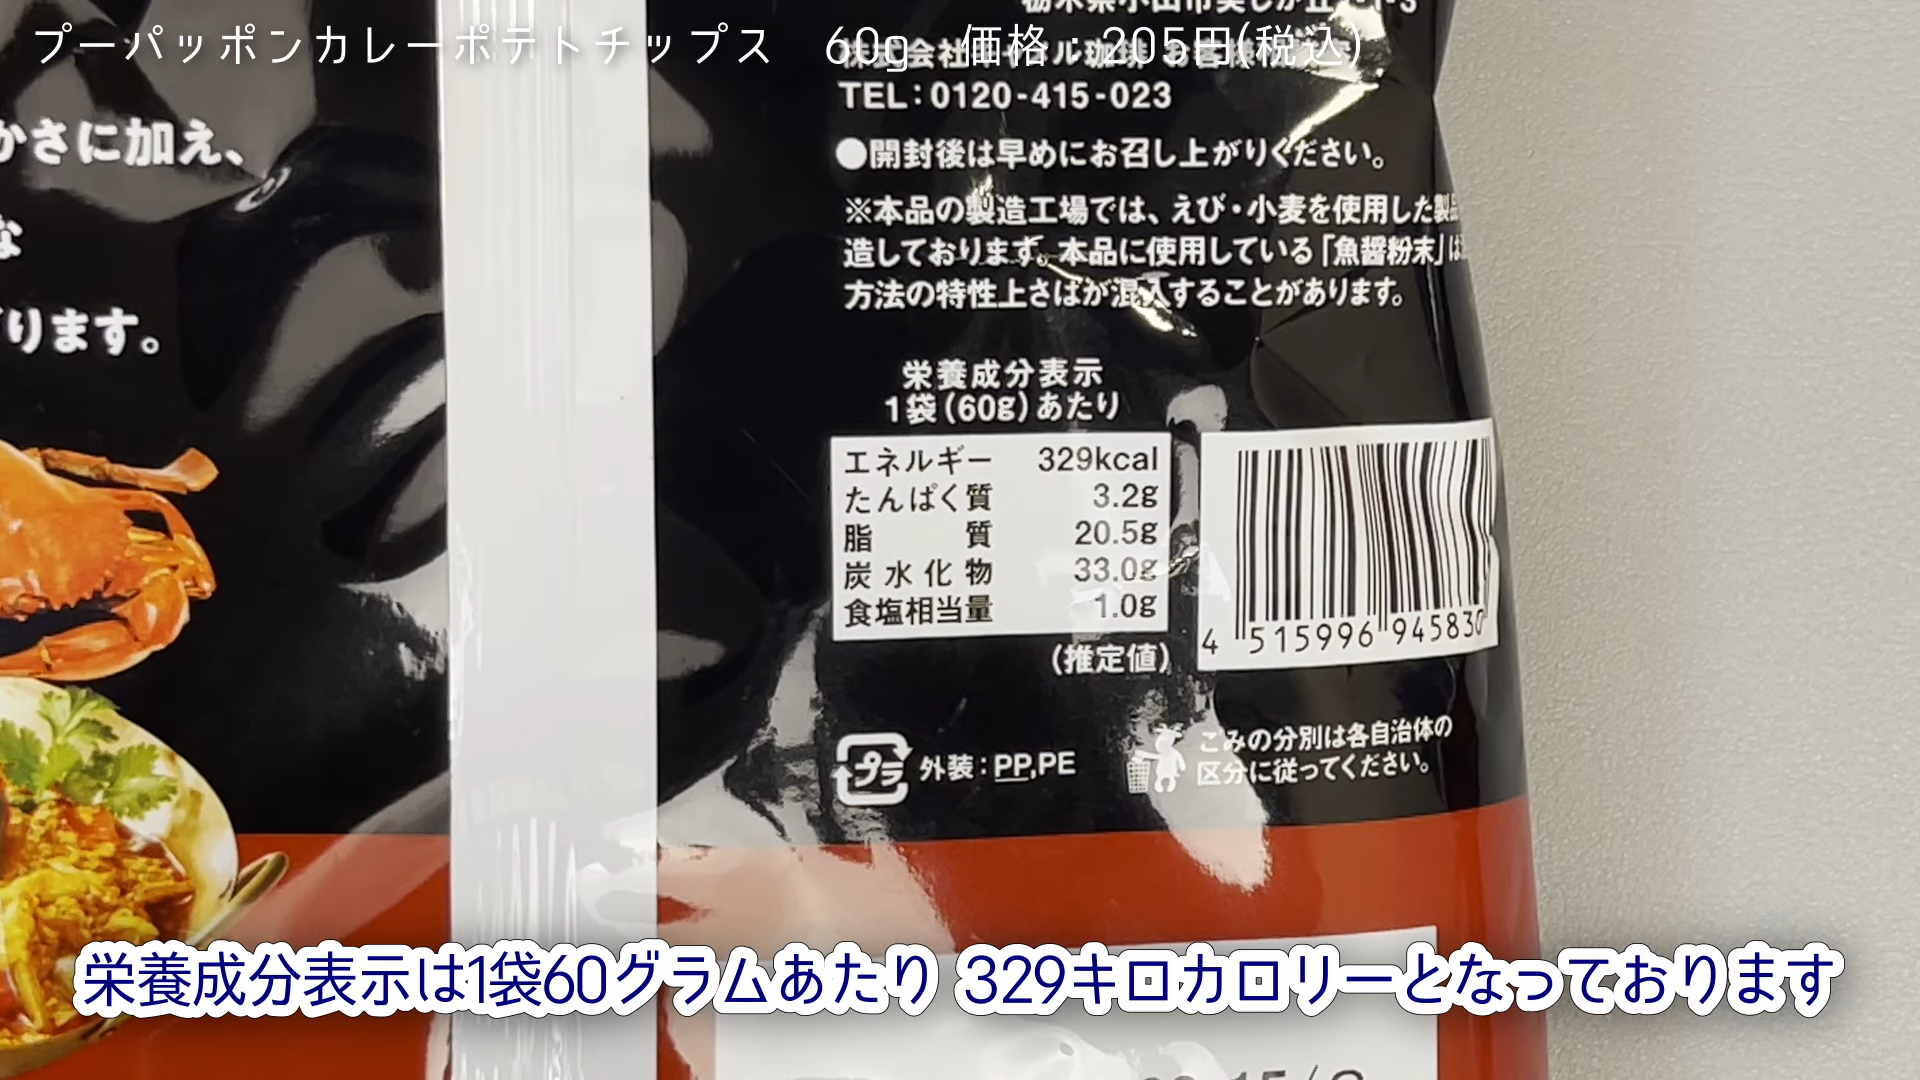 プーパッポンカレーポテトチップス 60g 価格：205円(税込)
TEL：0120-415-023
●開封後は早めにお召し上がりください。
※本品の製造工場では、えび・小麦を使用した製品
造しております。本品に使用している「魚醤粉末」は
方法の特性上さばが混入することがあります。
かさに加え、
な
ります。
栄養成分表示
1袋(60g)あたり
エネルギー 329kcal
たんぱく質 3.2g
脂質 20.5g
炭水化物 33.0g
食塩相当量 1.0g
(推定値)
4 515996 945830
プラ 外装：PP,PE
ごみの分別は各自治体の
区分に従ってください。
栄養成分表示は1袋60グラムあたり 329キロカロリーとなっております